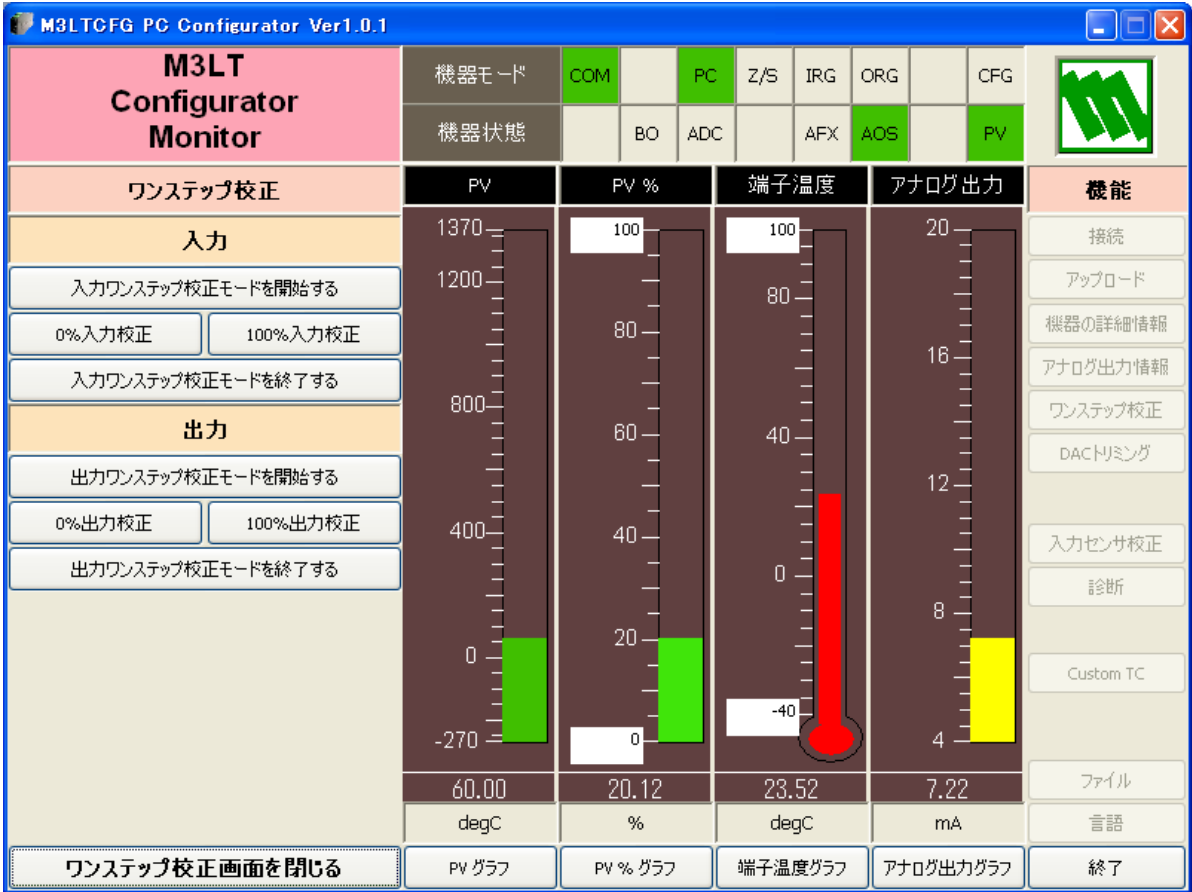 M3LTCFG PC Configurator Ver1.0.1
M3LT
Configurator
Monitor
機器モード
COM PC Z/S IRG ORG CFG
機器状態
BO ADC AFX AOS PV
ワンステップ校正
入力
入力ワンステップ校正モードを開始する
0%入力校正 100%入力校正
入力ワンステップ校正モードを終了する
出力
出力ワンステップ校正モードを開始する
0%出力校正 100%出力校正
出力ワンステップ校正モードを終了する
ワンステップ校正画面を閉じる
PV
1370
1200
800
400
0
-270
60.00
degC
PV グラフ
PV %
100
80
60
40
20
0
20.12
%
PV % グラフ
端子温度
100
80
40
0
-40
23.52
degC
端子温度グラフ
アナログ出力
20
16
12
8
4
7.22
mA
アナログ出力グラフ
機能
接続
アップロード
機器の詳細情報
アナログ出力情報
ワンステップ校正
DACトリミング
入力センサ校正
診断
Custom TC
ファイル
言語
終了